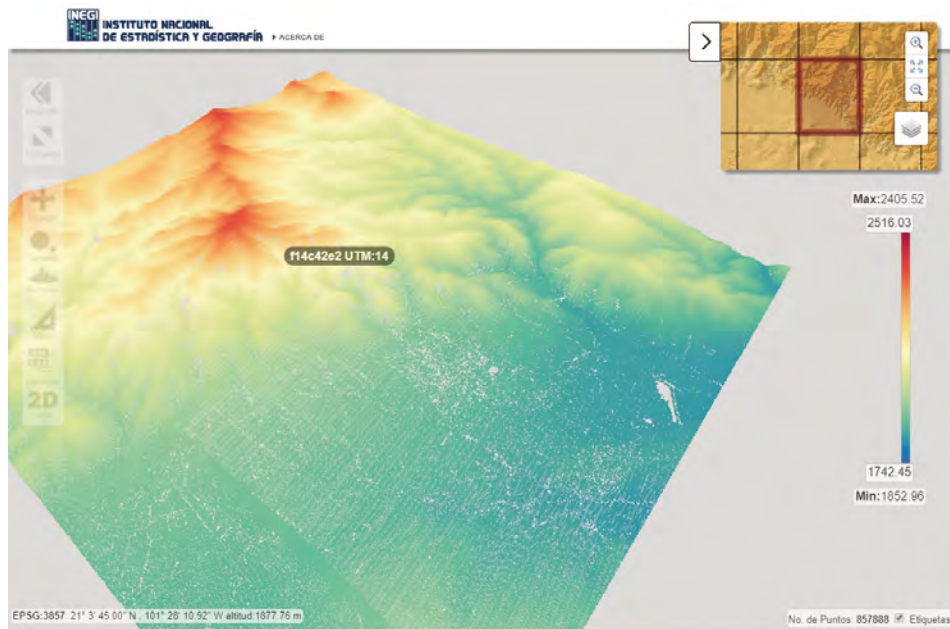 INEGI
INSTITUTO NACIONAL
DE ESTADÍSTICA Y GEOGRAFÍA
ACERCA DE
Max:2405.52
2516.03
f14c42e2 UTM:14
2D
1742.45
Min:1852.96
EPSG:3857. 21° 3' 45.00" N , 101° 28' 10.92" W altitud:1877.76 m
No. de Puntos: 857888 Etiquetas